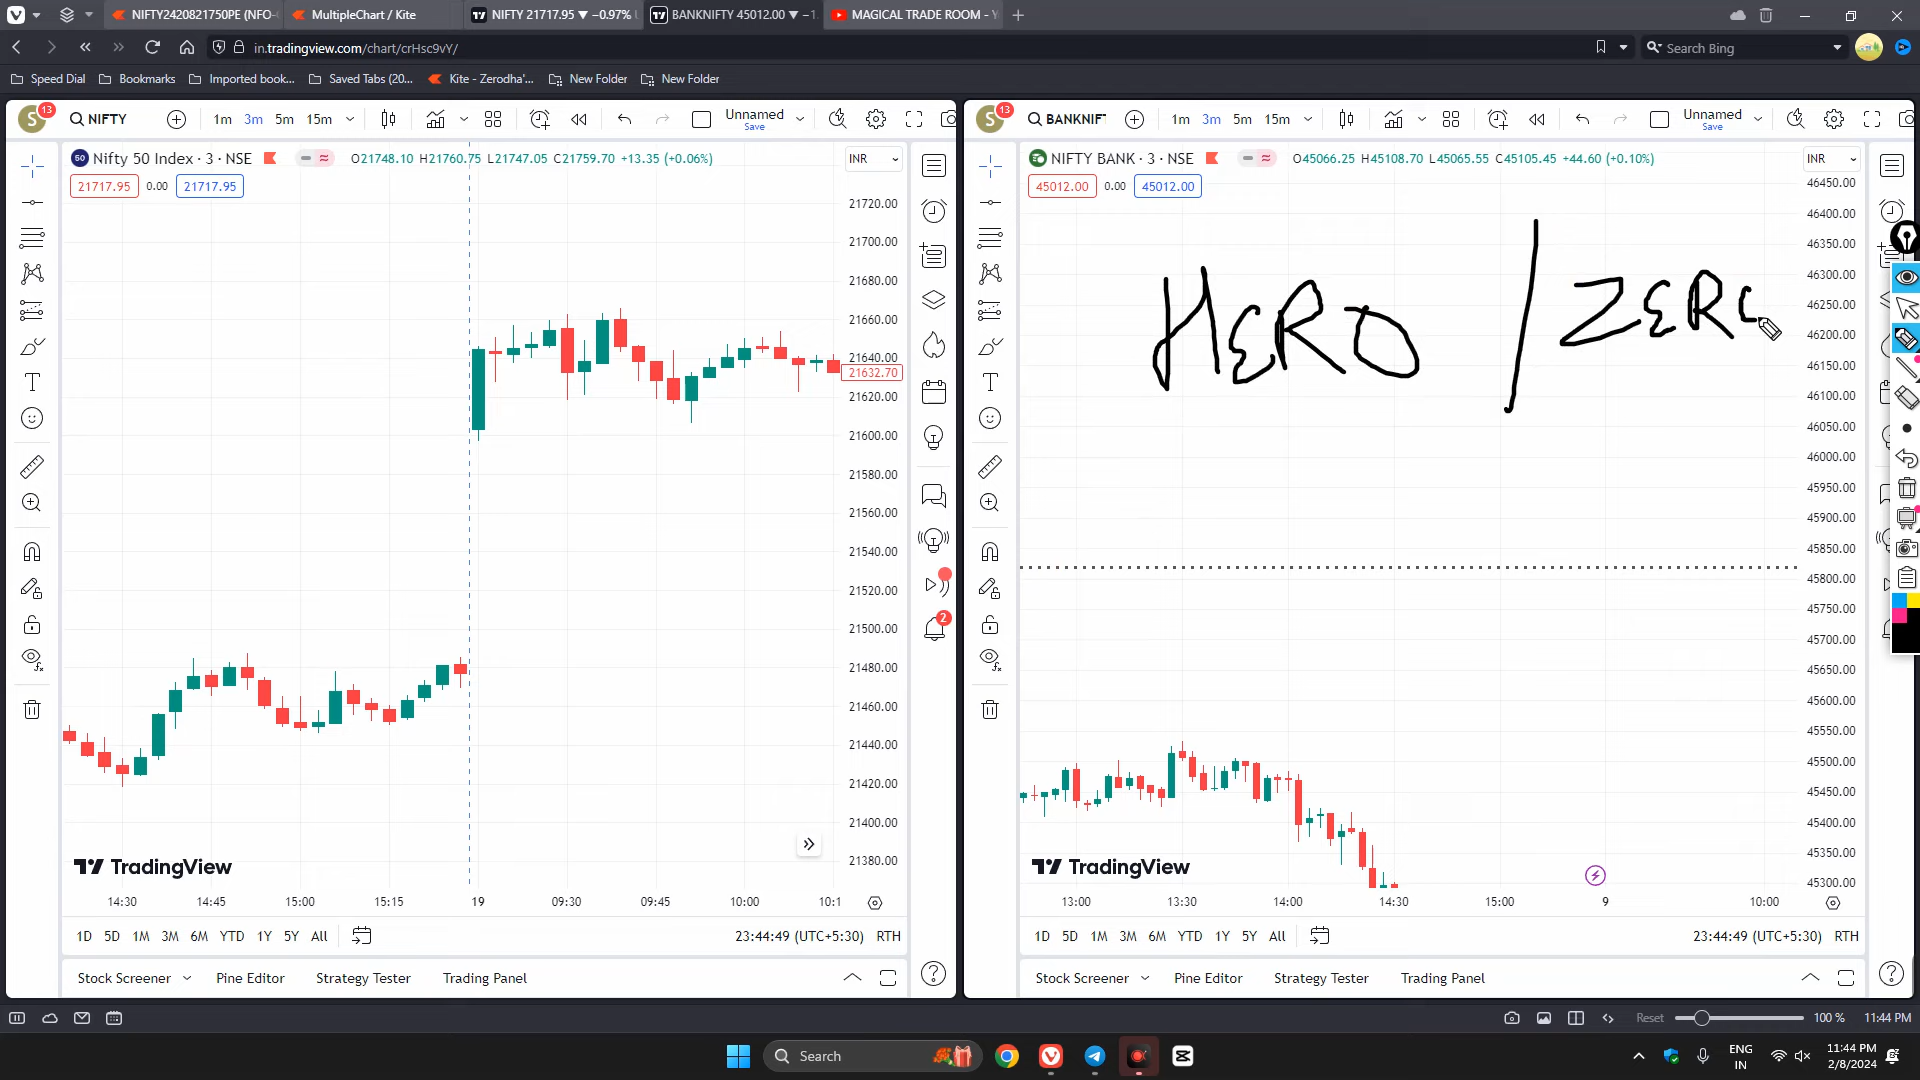 NIFTY2420821750PE (NFO-
MultipleChart / Kite
NIFTY 21717.95 ▼ −0.97%
BANKNIFTY 45012.00 ▼ −1.
MAGICAL TRADE ROOM - Y
in.tradingview.com/chart/crHsc9vY/
Search Bing
Speed Dial
Bookmarks
Imported book...
Saved Tabs (20...
Kite - Zerodha'...
New Folder
New Folder
S 13
NIFTY
1m 3m 5m 15m
Unnamed
Save
Nifty 50 Index · 3 · NSE
O21748.10 H21760.75 L21747.05 C21759.70 +13.35 (+0.06%)
INR
21717.95 0.00 21717.95
21720.00
21700.00
21680.00
21660.00
21640.00
21632.70
21620.00
21600.00
21580.00
21560.00
21540.00
21520.00
21500.00
21480.00
21460.00
21440.00
21420.00
21400.00
21380.00
2
TradingView
14:30 14:45 15:00 15:15 19 09:30 09:45 10:00 10:1
1D 5D 1M 3M 6M YTD 1Y 5Y All
23:44:49 (UTC+5:30) RTH
Stock Screener Pine Editor Strategy Tester Trading Panel
S 13
BANKNIF
1m 3m 5m 15m
Unnamed
Save
NIFTY BANK · 3 · NSE
O45066.25 H45108.70 L45065.55 C45105.45 +44.60 (+0.10%)
INR
45012.00 0.00 45012.00
HERO / ZERO
46450.00
46400.00
46350.00
46300.00
46250.00
46200.00
46150.00
46100.00
46050.00
46000.00
45950.00
45900.00
45850.00
45800.00
45750.00
45700.00
45650.00
45600.00
45550.00
45500.00
45450.00
45400.00
45350.00
45300.00
TradingView
13:00 13:30 14:00 14:30 15:00 9 10:00
1D 5D 1M 3M 6M YTD 1Y 5Y All
23:44:49 (UTC+5:30) RTH
Stock Screener Pine Editor Strategy Tester Trading Panel
Reset 100 % 11:44 PM
Search
ENG
IN
11:44 PM
2/8/2024